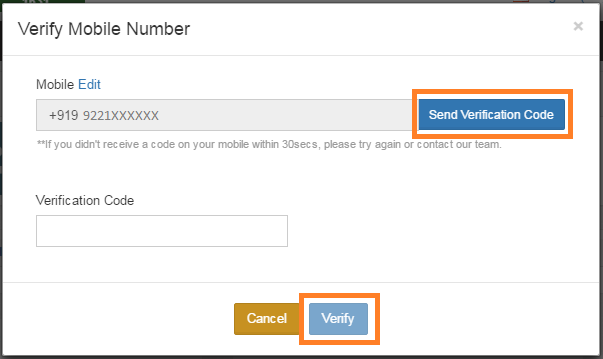 Verify Mobile Number
×
Mobile Edit
+919 9221XXXXXX
Send Verification Code
**If you didn't receive a code on your mobile within 30secs, please try again or contact our team.
Verification Code
Cancel
Verify